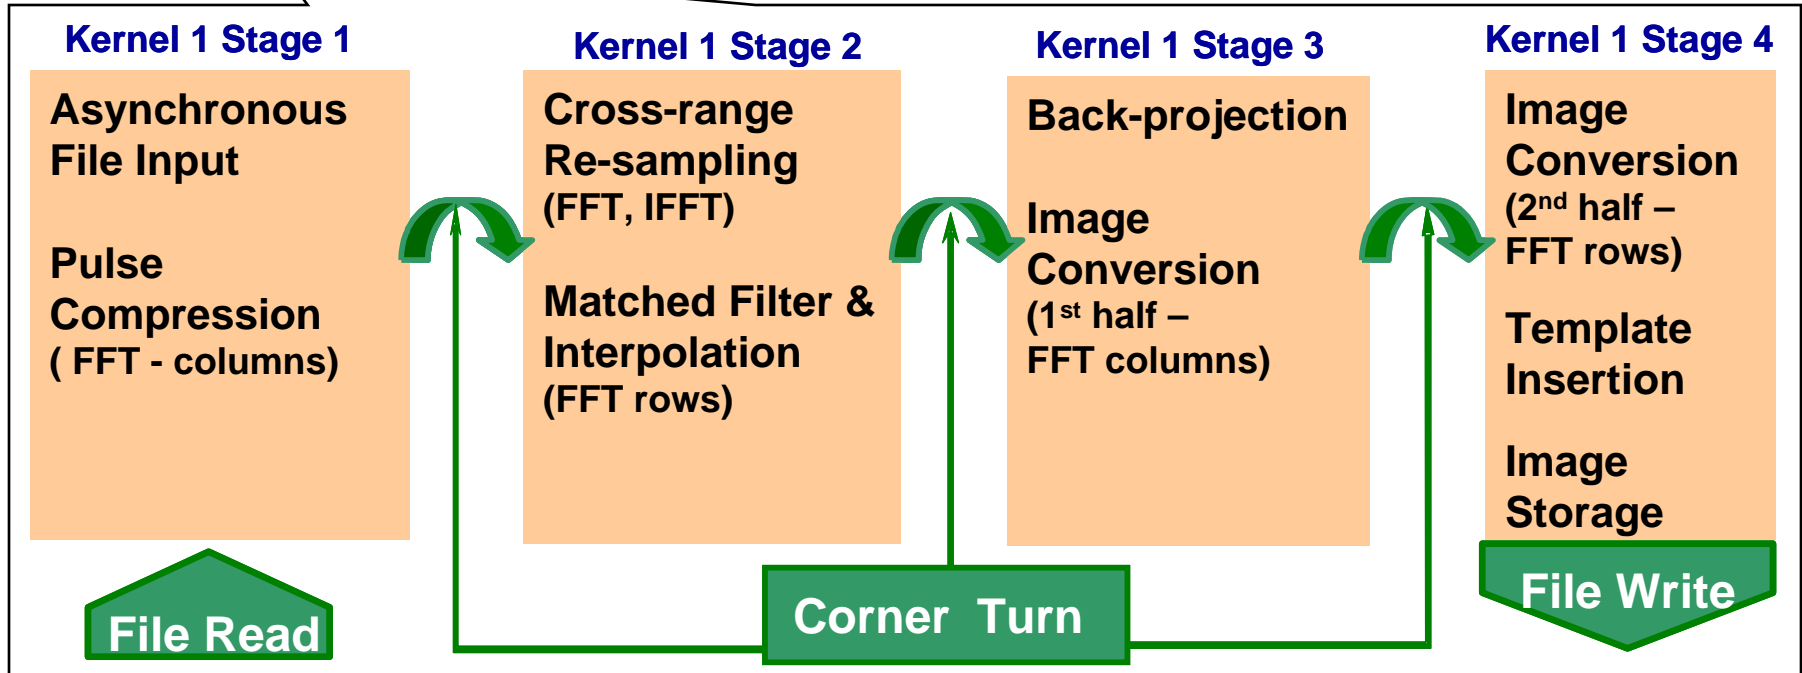 Kernel 1 Stage 1
Asynchronous
File Input
Pulse
Compression
( FFT - columns)
File Read
Kernel 1 Stage 2
Cross-range
Re-sampling
(FFT, IFFT)
Matched Filter &
Interpolation
(FFT rows)
Kernel 1 Stage 3
Back-projection
Image
Conversion
(1st half –
FFT columns)
Corner Turn
Kernel 1 Stage 4
Image
Conversion
(2nd half –
FFT rows)
Template
Insertion
Image
Storage
File Write